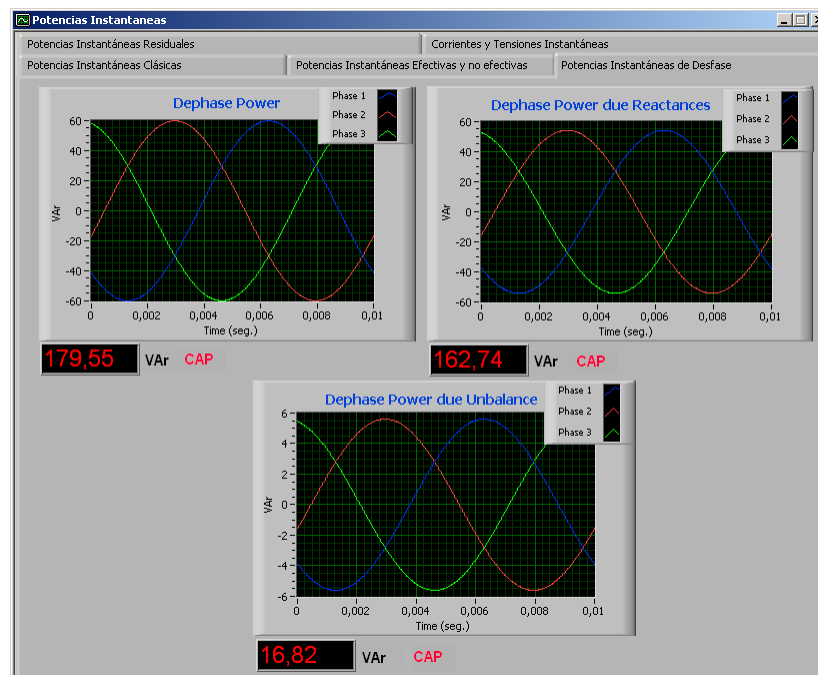 Potencias Instantaneas
Potencias Instantáneas Residuales
Corrientes y Tensiones Instantáneas
Potencias Instantáneas Clásicas
Potencias Instantáneas Efectivas y no efectivas
Potencias Instantáneas de Desfase
Dephase Power
Phase 1
Phase 2
Phase 3
VAr
60
40
20
0
-20
-40
-60
0 0,002 0,004 0,006 0,008 0,01
Time (seg.)
179,55 VAr CAP
Dephase Power due Reactances
Phase 1
Phase 2
Phase 3
VAr
60
40
20
0
-20
-40
-60
0 0,002 0,004 0,006 0,008 0,01
Time (seg.)
162,74 VAr CAP
Dephase Power due Unbalance
Phase 1
Phase 2
Phase 3
VAr
6
4
2
0
-2
-4
-6
0 0,002 0,004 0,006 0,008 0,01
Time (seg.)
16,82 VAr CAP